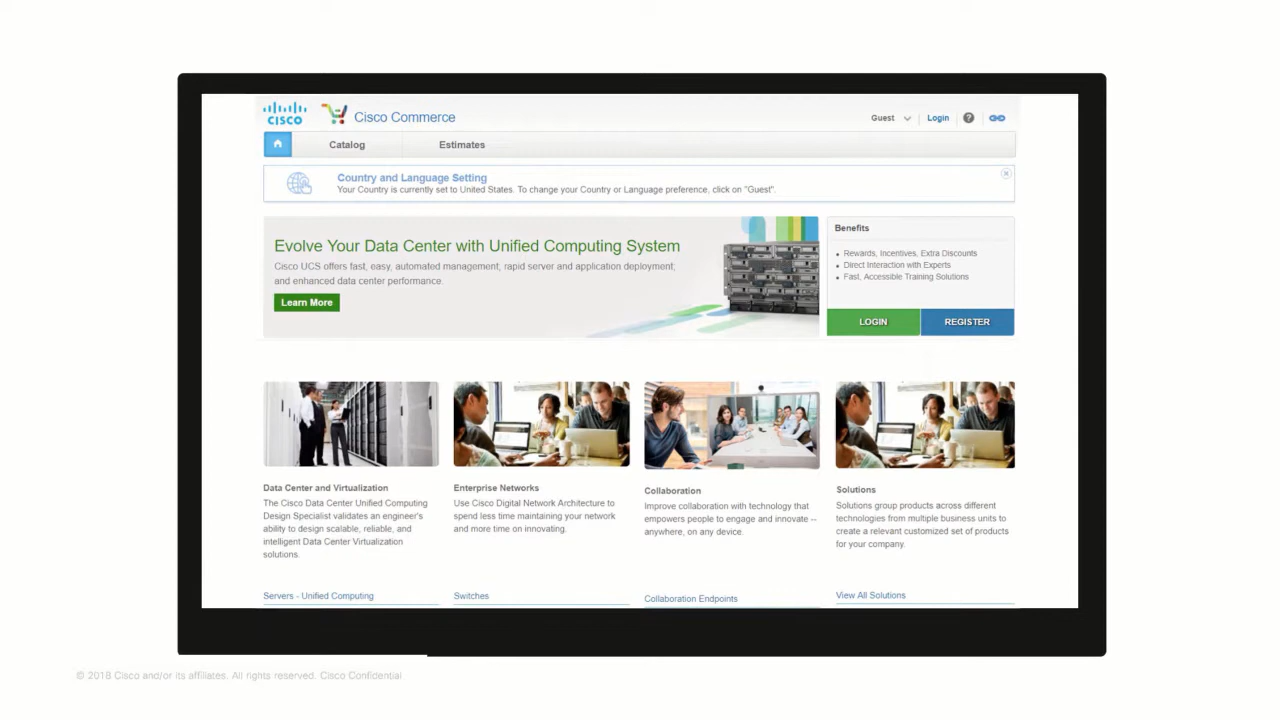 CISCO
Cisco Commerce
Guest
Login
?
Catalog
Estimates
Country and Language Setting
Your Country is currently set to United States. To change your Country or Language preference, click on "Guest".
Evolve Your Data Center with Unified Computing System
Cisco UCS offers fast, easy, automated management; rapid server and application deployment;
and enhanced data center performance.
Learn More
Benefits
Rewards, Incentives, Extra Discounts
Direct Interaction with Experts
Fast, Accessible Training Solutions
LOGIN
REGISTER
Data Center and Virtualization
The Cisco Data Center Unified Computing
Design Specialist validates an engineer's
ability to design scalable, reliable, and
intelligent Data Center Virtualization
solutions.
Servers - Unified Computing
Enterprise Networks
Use Cisco Digital Network Architecture to
spend less time maintaining your network
and more time on innovating.
Switches
Collaboration
Improve collaboration with technology that
empowers people to engage and innovate --
anywhere, on any device.
Collaboration Endpoints
Solutions
Solutions group products across different
technologies from multiple business units to
create a relevant customized set of products
for your company.
View All Solutions
© 2018 Cisco and/or its affiliates. All rights reserved. Cisco Confidential